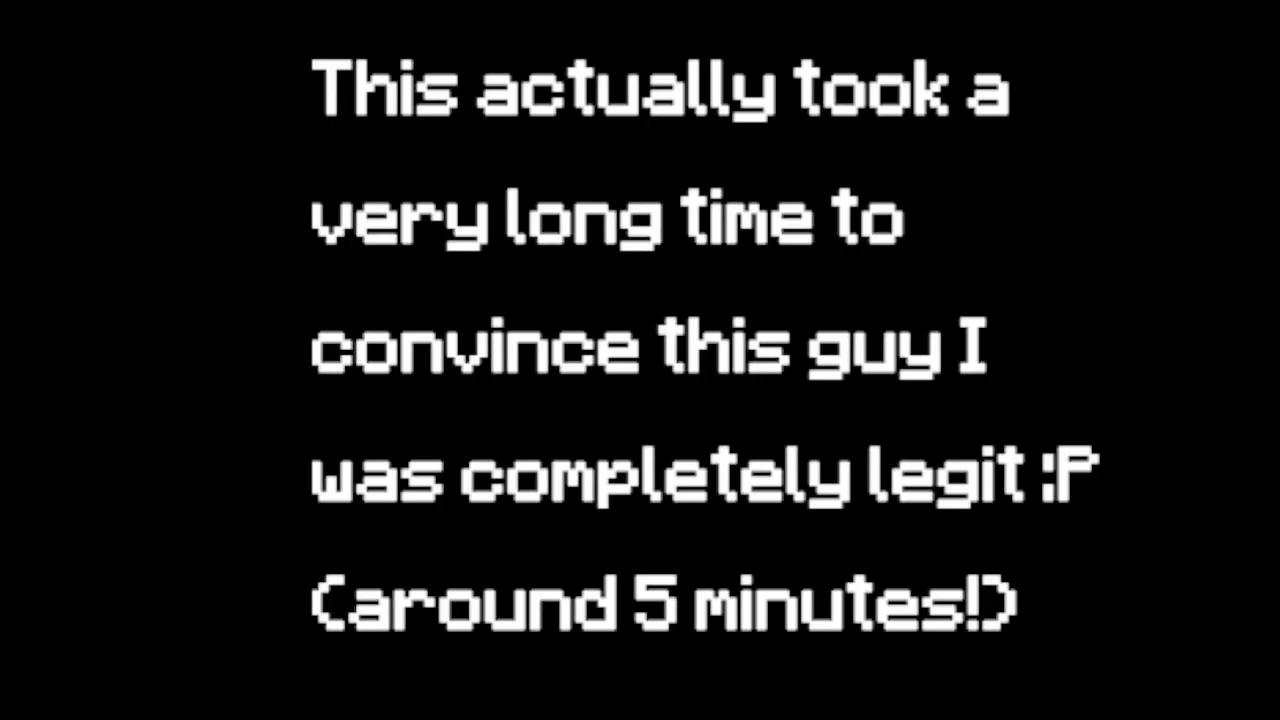 This actually took a
very long time to
convince this guy I
was completely legit :P
(around 5 minutes!)